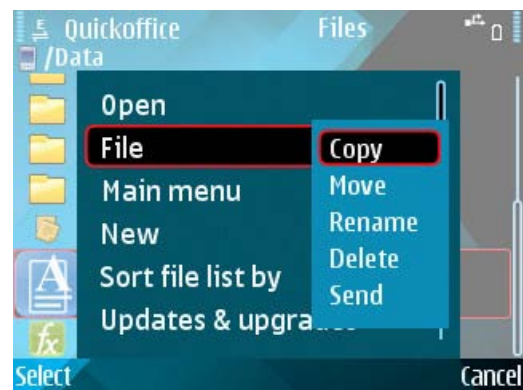 Quickoffice Files
/Data
Open
File
Main menu
New
Sort file list by
Updates &
Copy
Move
Rename
Delete
Send
Select Cancel